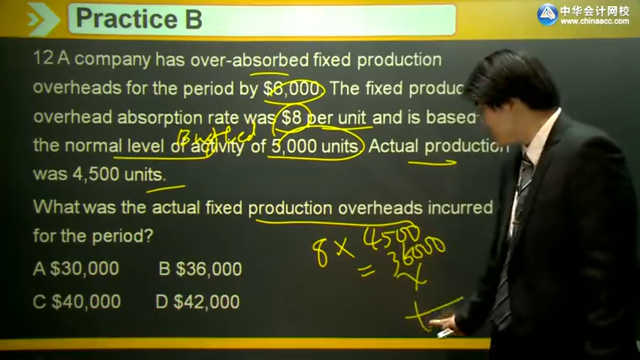 Practice B
中华会计网校
www.chinaacc.com
12 A company has over-absorbed fixed production
overheads for the period by $6,000. The fixed produc
overhead absorption rate was $8 per unit and is based
the normal level of activity of 5,000 units. Actual production
was 4,500 units.
What was the actual fixed production overheads incurred
for the period?
A $30,000 B $36,000
C $40,000 D $42,000
8 × 4500
= 36000